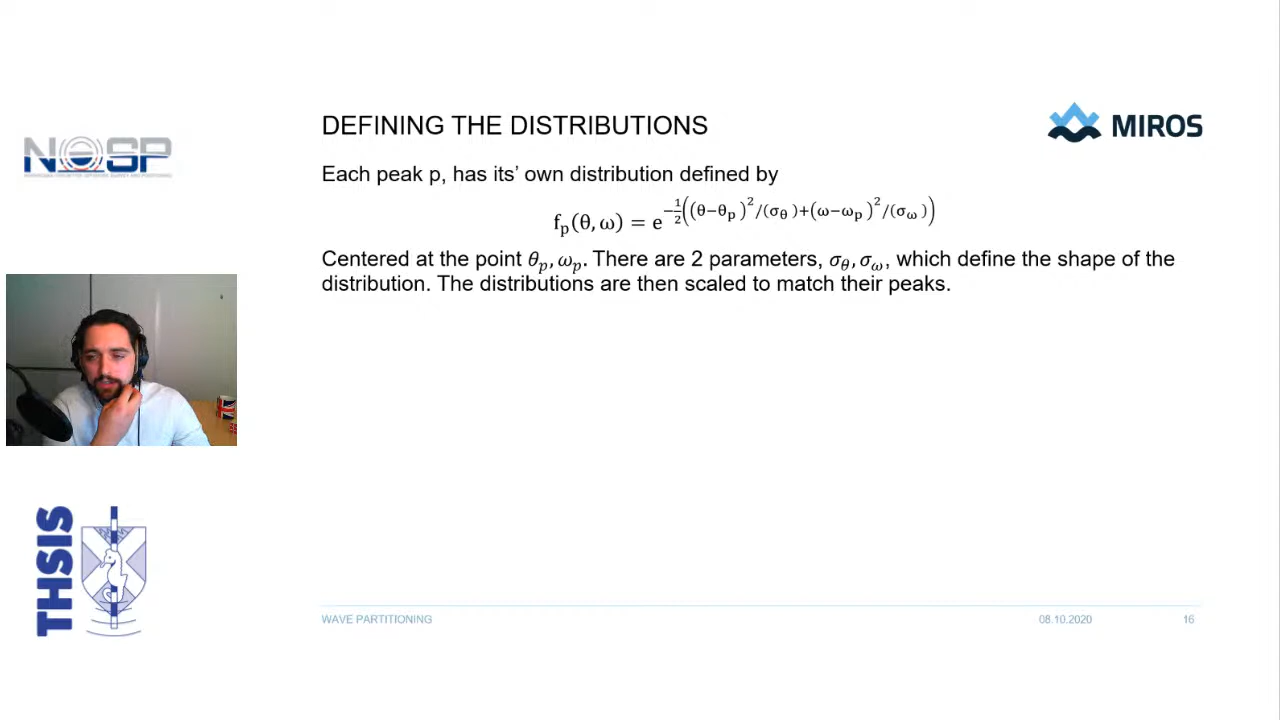 DEFINING THE DISTRIBUTIONS
MIROS
NOSP
Each peak p, has its' own distribution defined by
f_p(θ, ω) = e^{-\frac{1}{2}((θ−θ_p)^2/(σ_θ)+(ω−ω_p)^2/(σ_ω))}
Centered at the point θ_p, ω_p. There are 2 parameters, σ_θ, σ_ω, which define the shape of the
distribution. The distributions are then scaled to match their peaks.
THSIS
WAVE PARTITIONING
08.10.2020
16